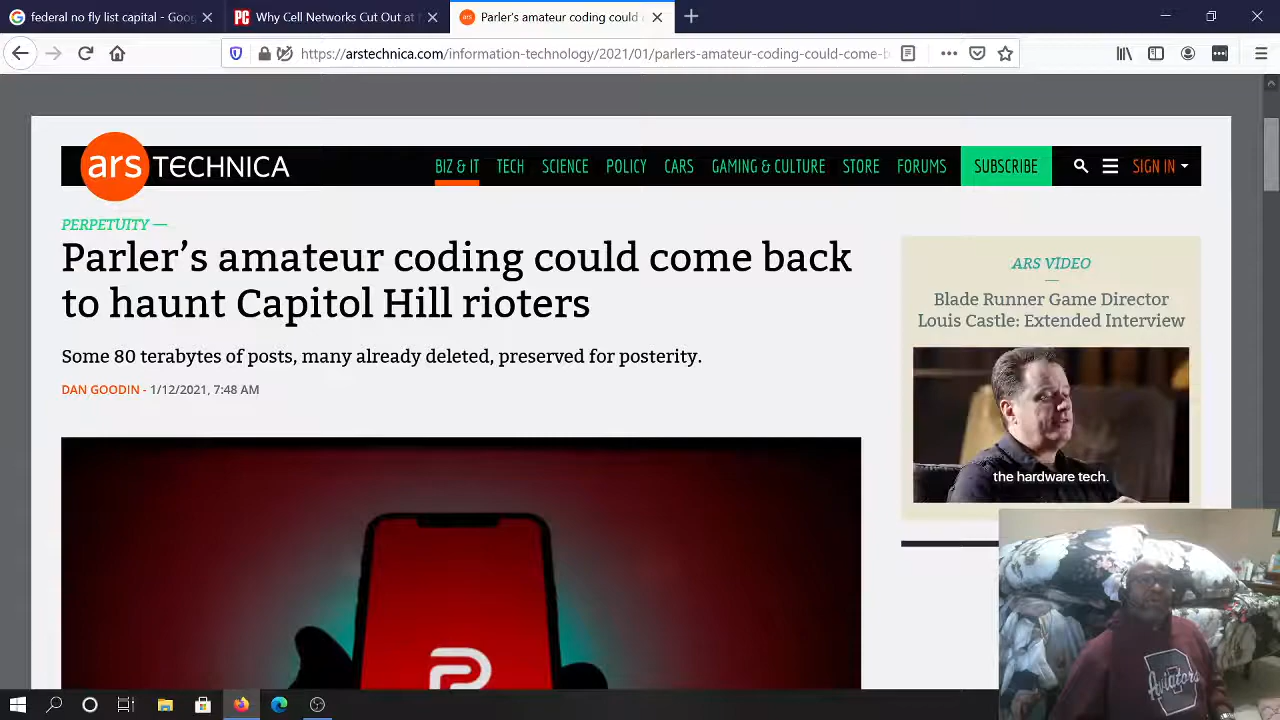 federal no fly list capital - Goog
PC
Why Cell Networks Cut Out at
ars
Parler's amateur coding could
https://arstechnica.com/information-technology/2021/01/parlers-amateur-coding-could-come-b
ars TECHNICA
BIZ & IT
TECH
SCIENCE
POLICY
CARS
GAMING & CULTURE
STORE
FORUMS
SUBSCRIBE
SIGN IN
PERPETUITY —
Parler’s amateur coding could come back
to haunt Capitol Hill rioters
Some 80 terabytes of posts, many already deleted, preserved for posterity.
DAN GOODIN - 1/12/2021, 7:48 AM
ARS VIDEO
Blade Runner Game Director
Louis Castle: Extended Interview
the hardware tech.
Aviators